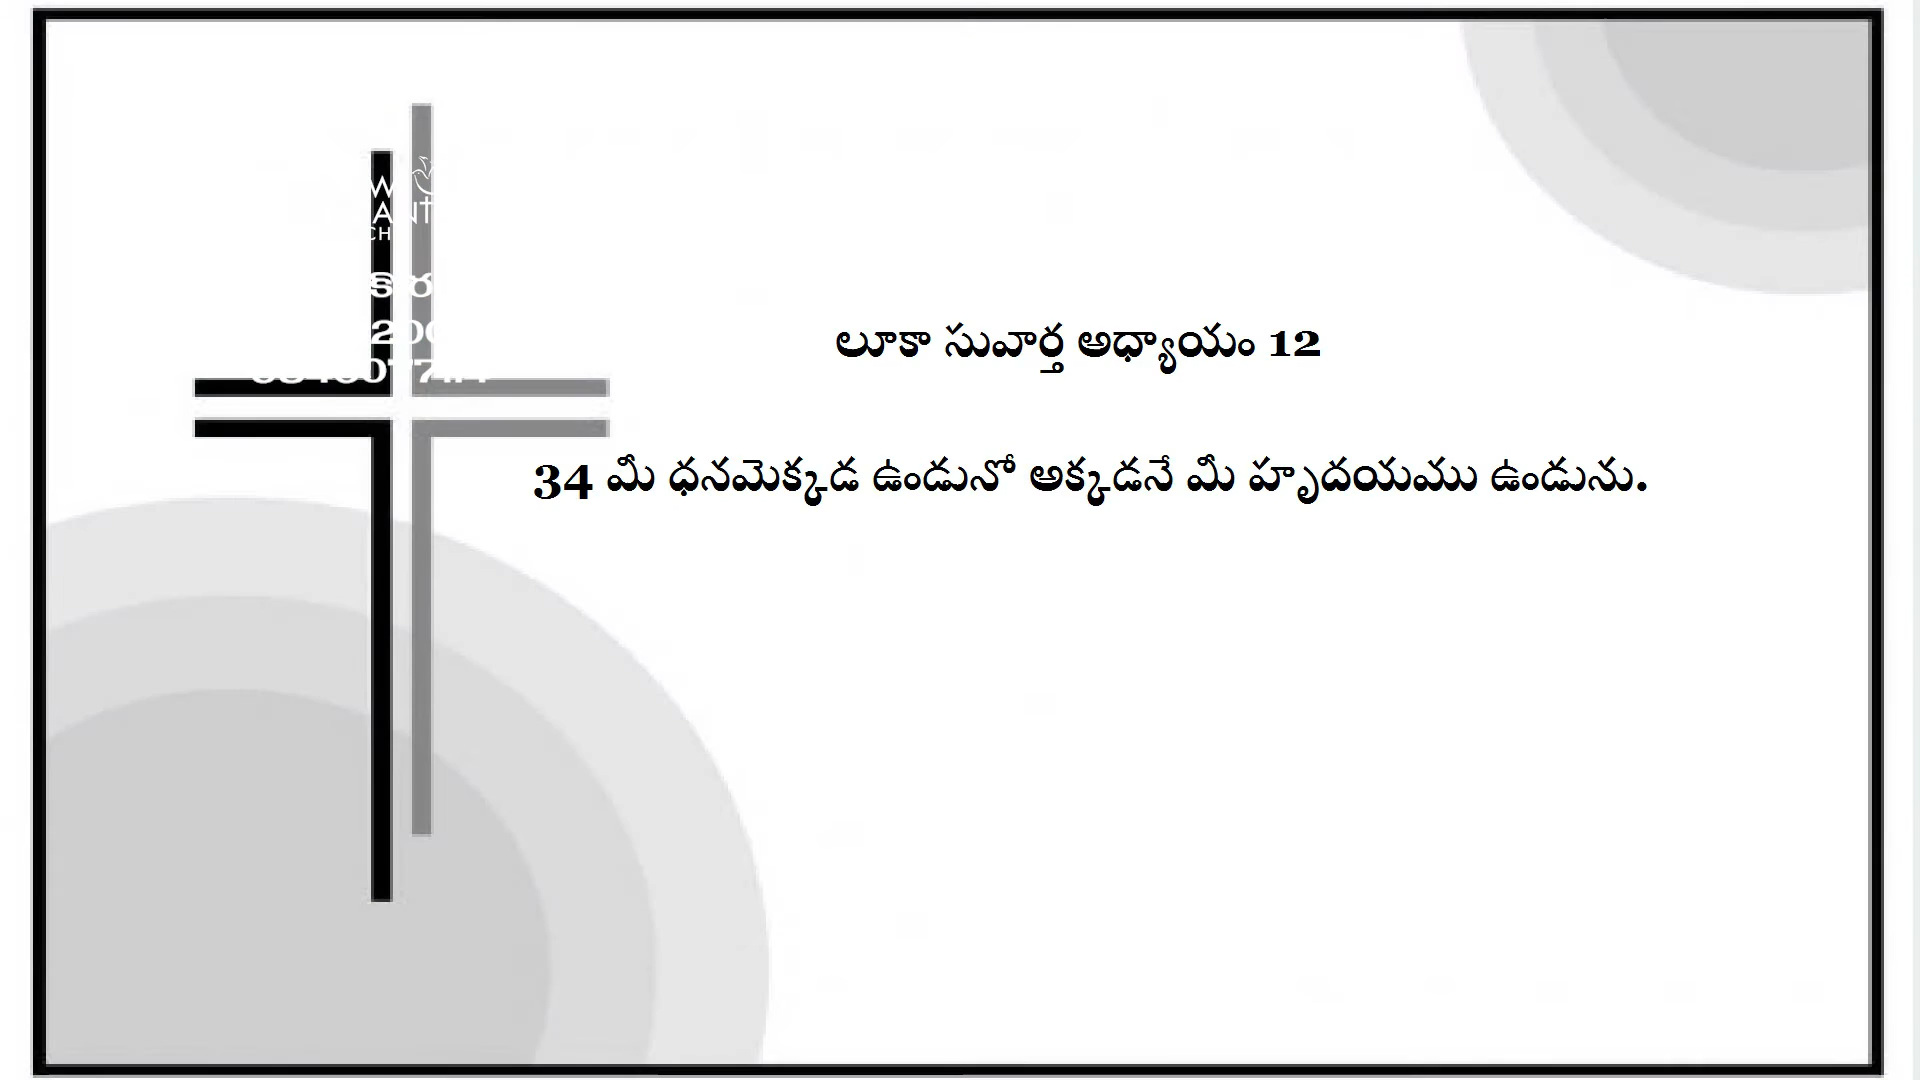 లూకా సువార్త అధ్యాయం 12
34 మీ ధనమెక్కడ ఉండునో అక్కడనే మీ హృదయము ఉండును.